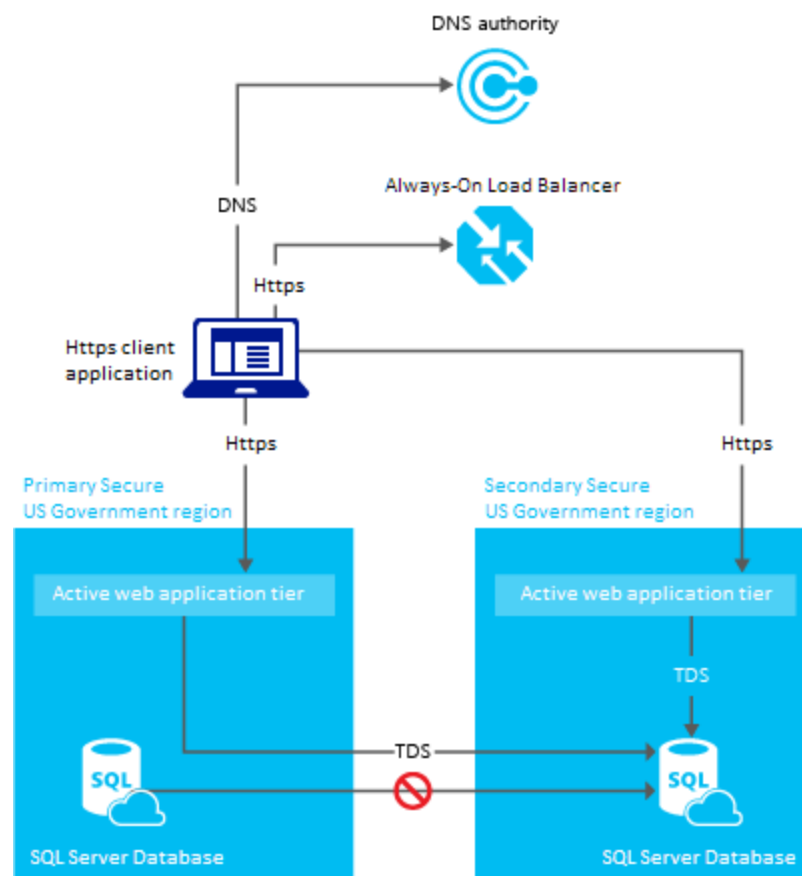 DNS authority
Always-On Load Balancer
DNS
Https
Https client
application
Https
Https
Primary Secure
US Government region
Secondary Secure
US Government region
Active web application tier
Active web application tier
TDS
TDS
SQL
SQL
SQL Server Database
SQL Server Database